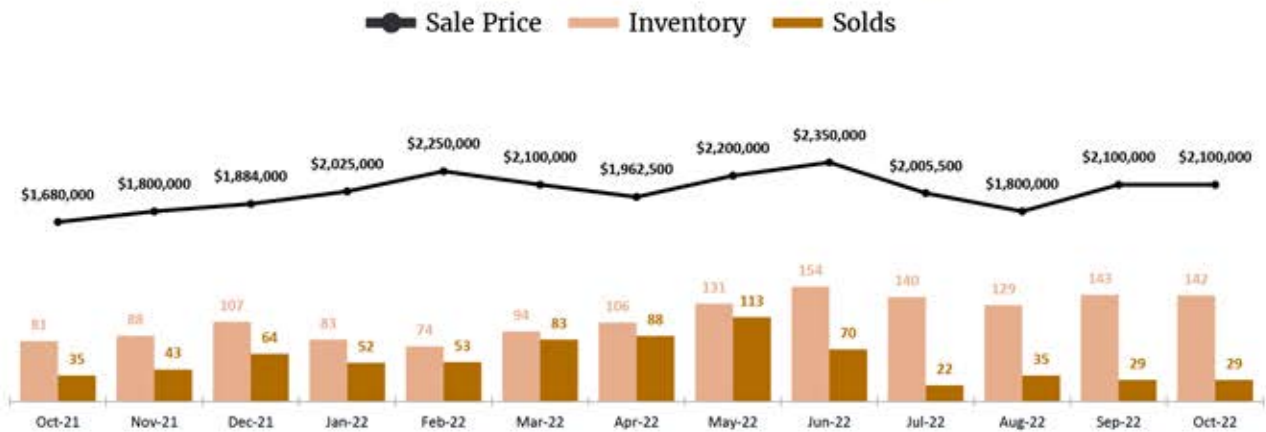 Sale Price Inventory Solds
$1,680,000 $1,800,000 $1,884,000 $2,025,000 $2,250,000 $2,100,000 $1,962,500 $2,200,000 $2,350,000 $2,005,500 $1,800,000 $2,100,000 $2,100,000
81 35 88 43 107 64 83 52 74 53 94 83 106 88 131 113 154 70 140 22 129 35 143 29 142 29
Oct-21 Nov-21 Dec-21 Jan-22 Feb-22 Mar-22 Apr-22 May-22 Jun-22 Jul-22 Aug-22 Sep-22 Oct-22